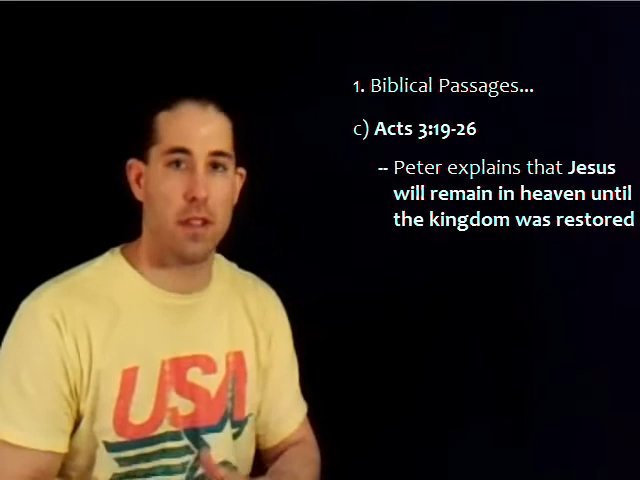 1. Biblical Passages...
c) Acts 3:19-26
-- Peter explains that Jesus
will remain in heaven until
the kingdom was restored
USA